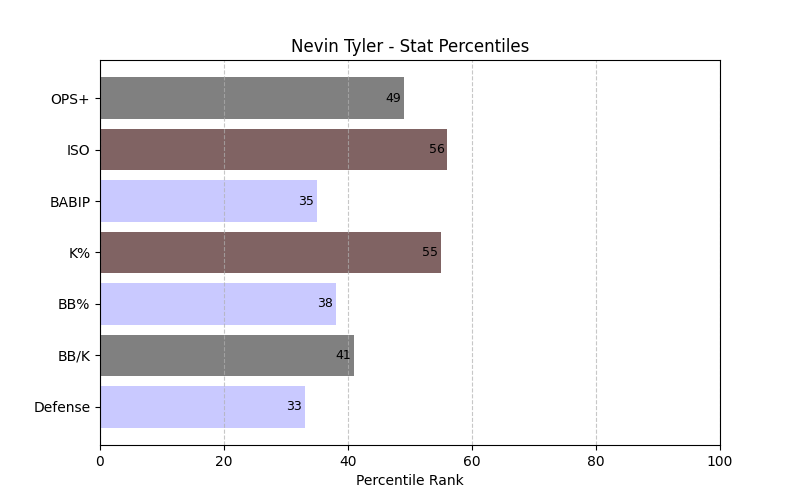 Nevin Tyler - Stat Percentiles
OPS+ 49
ISO 56
BABIP 35
K% 55
BB% 38
BB/K 41
Defense 33
0 20 40 60 80 100
Percentile Rank